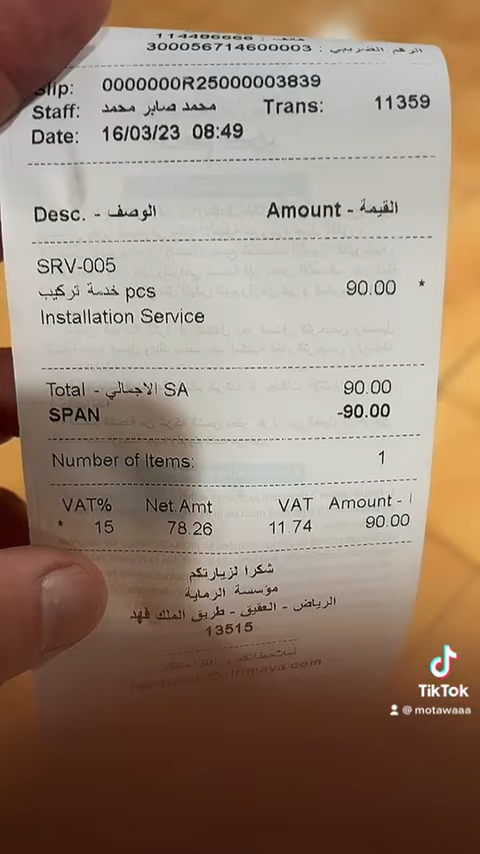 114486666 : هاتف
300056714600003 : الرقم الضريبي
Slip: 0000000R25000003839
Staff: محمد صابر محمد Trans: 11359
Date: 16/03/23 08:49
Desc. - الوصف Amount - القيمة
SRV-005
خدمة تركيب pcs 90.00 *
Installation Service
Total - الاجمالي SA 90.00
SPAN -90.00
Number of Items: 1
VAT% Net.Amt VAT Amount - ا
* 15 78.26 11.74 90.00
شكرا لزيارتكم
مؤسسة الرماية
الرياض - العقيق - طريق الملك فهد
13515
TikTok
@motawaaa